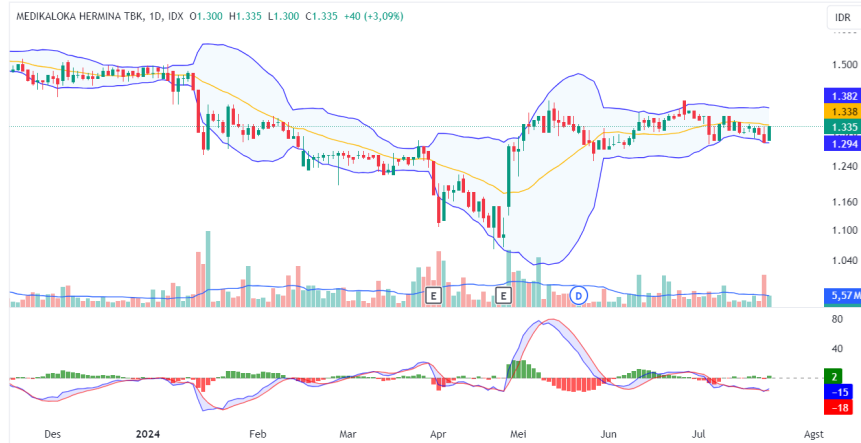 MEDIKALOKA HERMINA TBK, 1D, IDX O1.300 H1.335 L1.300 C1.335 +40 (+3,09%)
IDR
1.500
1.382
1.338
1.335
1.294
1.240
1.160
1.100
1.040
E
E
D
5,57 M
80
40
7
−15
−18
Des 2024 Feb Mar Apr Mei Jun Jul Agst